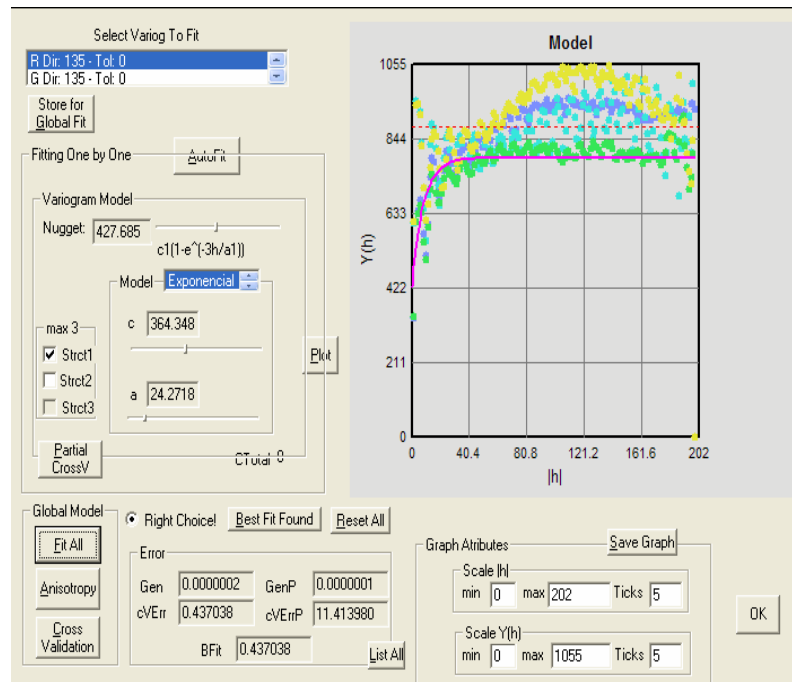 Select Variog To Fit
R Dir: 135 - Tol: 0
G Dir: 135 - Tol: 0
Store for
Global Fit
Fitting One by One
AutoFit
Variogram Model
Nugget: 427.685
c1(1-e^(-3h/a1))
Model Exponencial
max 3
Strct1
Strct2
Strct3
c 364.348
a 24.2718
Plot
Partial
CrossV
CTotal 0
Model
1055
844
633
422
211
0
Y(h)
0 40.4 80.8 121.2 161.6 202
|h|
Global Model
Fit All
Anisotropy
Cross
Validation
Right Choice!
Best Fit Found
Reset All
Error
Gen 0.0000002 GenP 0.0000001
cVErr 0.437038 cVErrP 11.413980
BFit 0.437038
List All
Graph Atributes
Save Graph
Scale |h|
min 0 max 202 Ticks 5
Scale Y(h)
min 0 max 1055 Ticks 5
OK